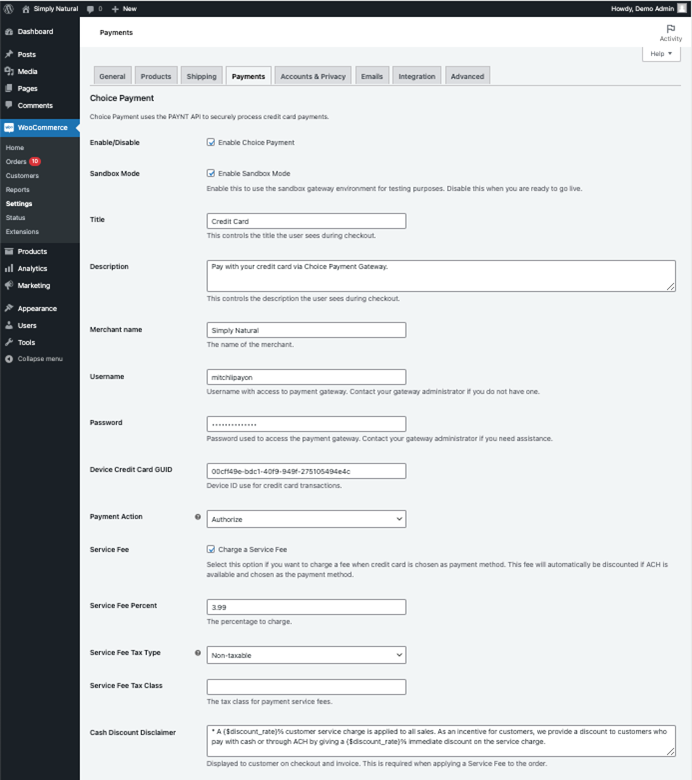 Simply Natural 0 + New Howdy, Demo Admin
Dashboard
Posts
Media
Pages
Comments
WooCommerce
Home
Orders 10
Customers
Reports
Settings
Status
Extensions
Products
Analytics
Marketing
Appearance
Users
Tools
Collapse menu
Payments
Activity
Help
General Products Shipping Payments Accounts & Privacy Emails Integration Advanced
Choice Payment
Choice Payment uses the PAYNT API to securely process credit card payments.
Enable/Disable Enable Choice Payment
Sandbox Mode Enable Sandbox Mode
Enable this to use the sandbox gateway environment for testing purposes. Disable this when you are ready to go live.
Title Credit Card
This controls the title the user sees during checkout.
Description Pay with your credit card via Choice Payment Gateway.
This controls the description the user sees during checkout.
Merchant name Simply Natural
The name of the merchant.
Username mitchlipayon
Username with access to payment gateway. Contact your gateway administrator if you do not have one.
Password ••••••••••••••
Password used to access the payment gateway. Contact your gateway administrator if you need assistance.
Device Credit Card GUID 00cff49e-bdc1-40f9-949f-275105494e4c
Device ID use for credit card transactions.
Payment Action Authorize
Service Fee Charge a Service Fee
Select this option if you want to charge a fee when credit card is chosen as payment method. This fee will automatically be discounted if ACH is
available and chosen as the payment method.
Service Fee Percent 3.99
The percentage to charge.
Service Fee Tax Type Non-taxable
Service Fee Tax Class
The tax class for payment service fees.
Cash Discount Disclaimer * A {$discount_rate}% customer service charge is applied to all sales. As an incentive for customers, we provide a discount to customers who
pay with cash or through ACH by giving a {$discount_rate}% immediate discount on the service charge.
Displayed to customer on checkout and invoice. This is required when applying a Service Fee to the order.